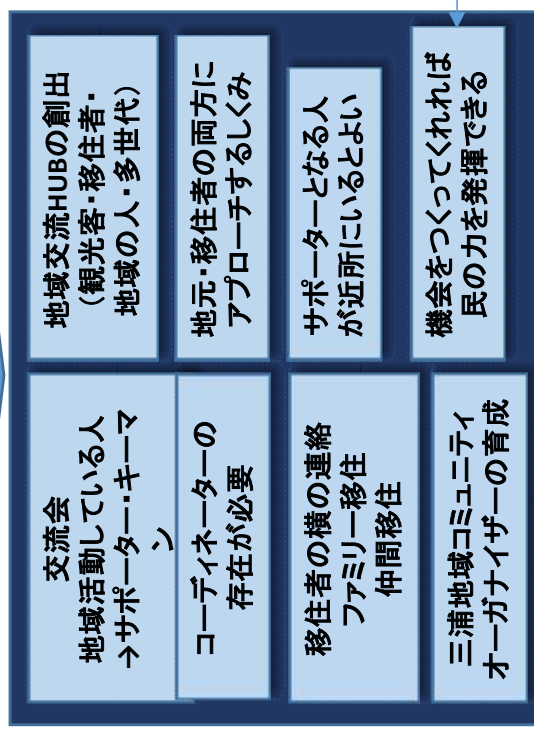 交流会
地域活動している人
→サポーター・キーマ
ン
コーディネーターの
存在が必要
移住者の横の連絡
ファミリー移住
仲間移住
三浦地域コミュニティ
オーガナイザーの育成
地域交流HUBの創出
（観光客・移住者・
地域の人・多世代）
地元・移住者の両方に
アプローチするしくみ
サポーターとなる人
が近所にいるとよい
機会をつくってくれれば
民の力を発揮できる